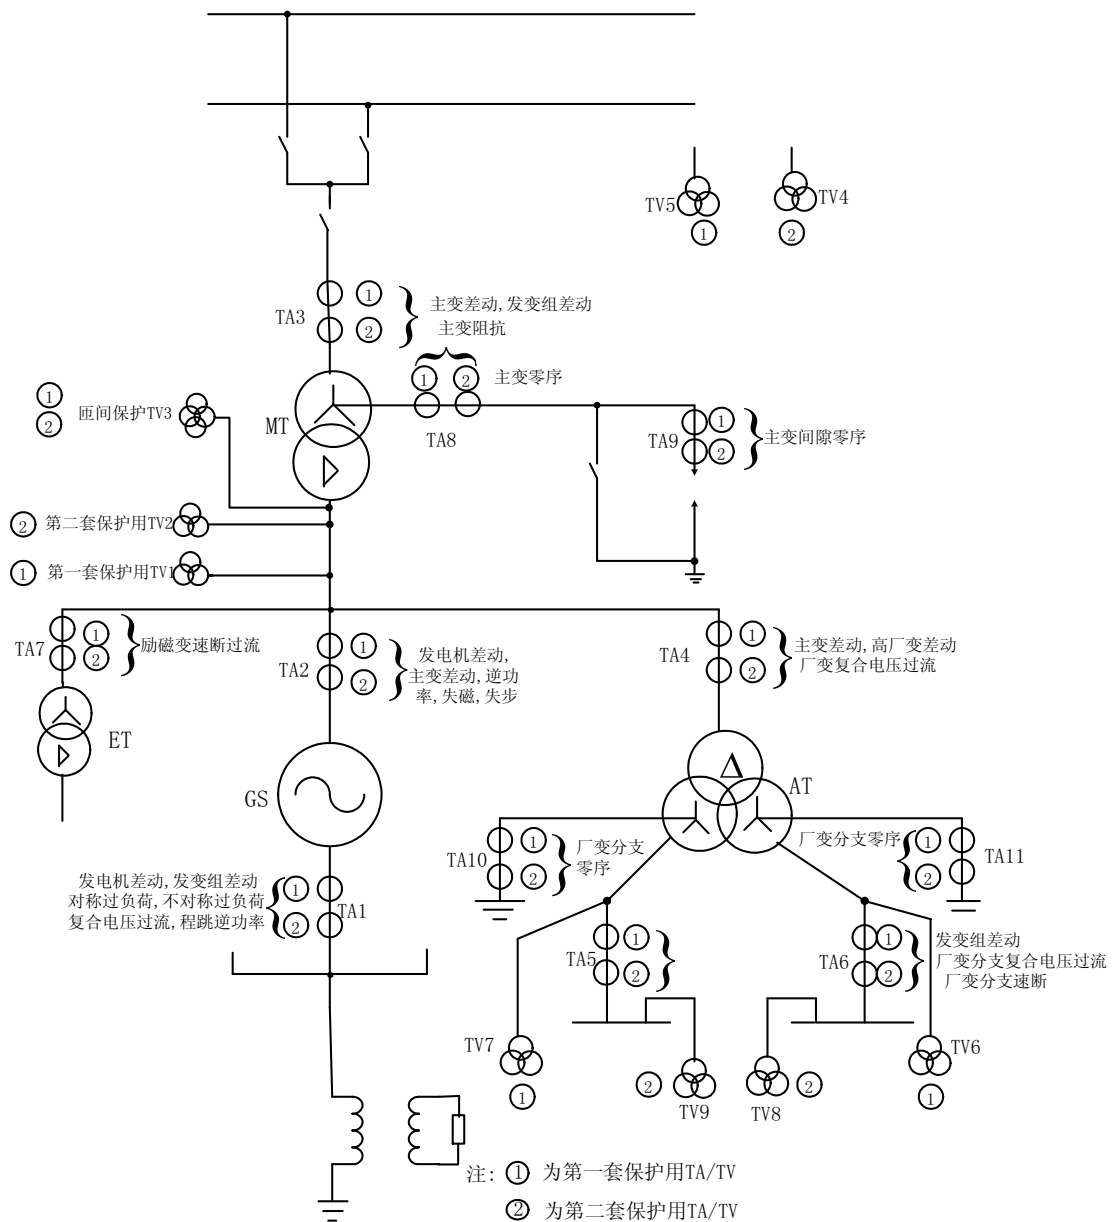 TV5
TV4
①
②
TA3
①
②
主变差动,发变组差动
主变阻抗
①
②
主变零序
TA8
①
②
匝间保护TV3
MT
TA9
①
②
主变间隙零序
② 第二套保护用TV2
① 第一套保护用TV1
TA7
①
②
励磁变速断过流
TA2
①
②
发电机差动,
主变差动,逆功
率,失磁,失步
TA4
①
②
主变差动,高厂变差动
厂变复合电压过流
ET
GS
Δ
AT
TA10
①
②
厂变分支
零序
厂变分支零序
①
②
TA11
发电机差动,发变组差动
对称过负荷,不对称过负荷
复合电压过流,程跳逆功率
①
②
TA1
TA5
①
②
TA6
①
②
发变组差动
厂变分支复合电压过流
厂变分支速断
TV7
①
②
TV9
TV8
②
TV6
①
注: ① 为第一套保护用TA/TV
② 为第二套保护用TA/TV